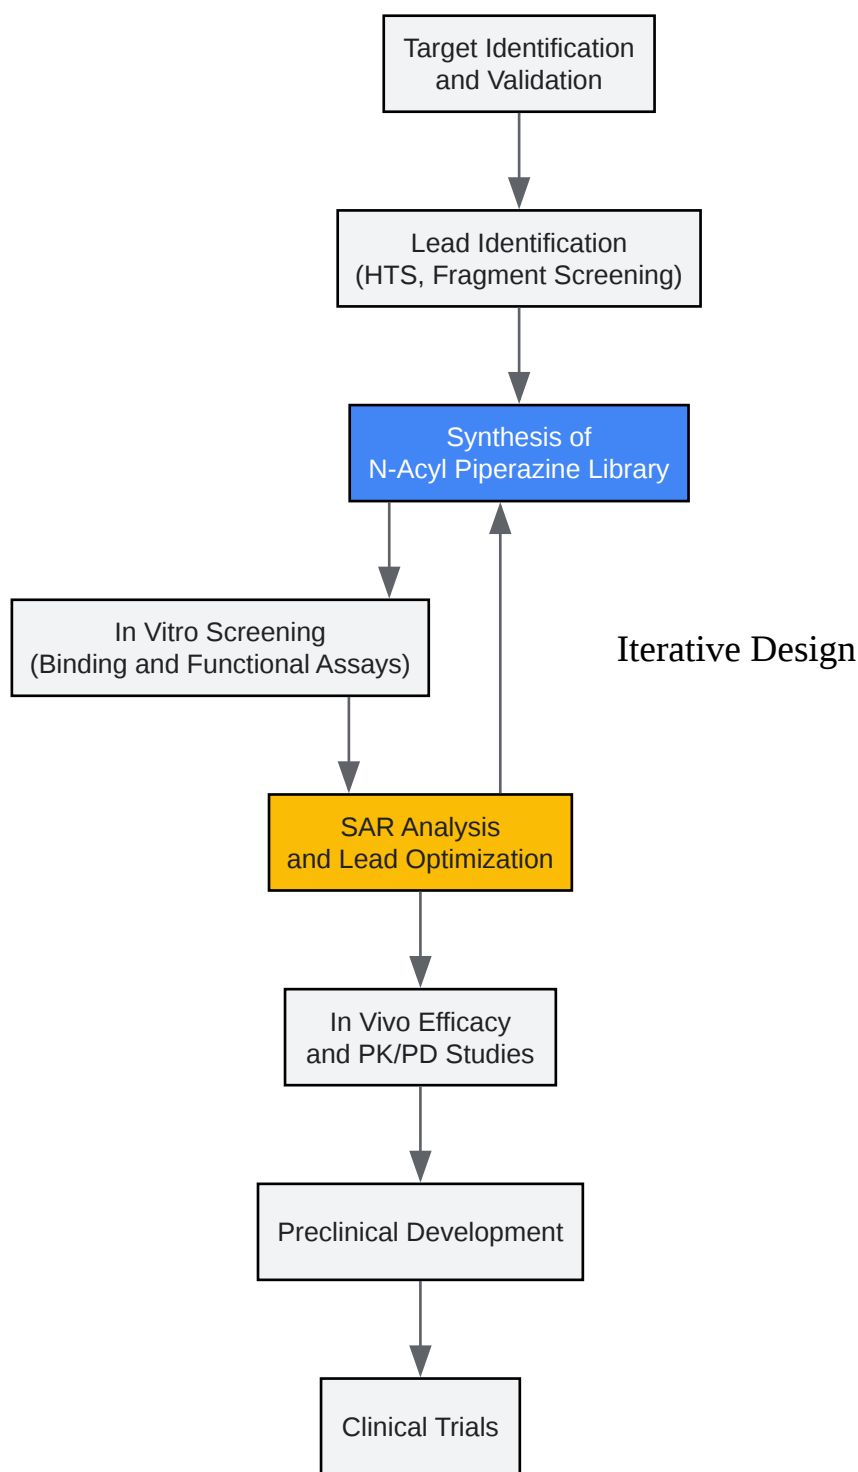 Target Identification
and Validation
Lead Identification
(HTS, Fragment Screening)
Synthesis of
N-Acyl Piperazine Library
In Vitro Screening
(Binding and Functional Assays)
Iterative Design
SAR Analysis
and Lead Optimization
In Vivo Efficacy
and PK/PD Studies
Preclinical Development
Clinical Trials